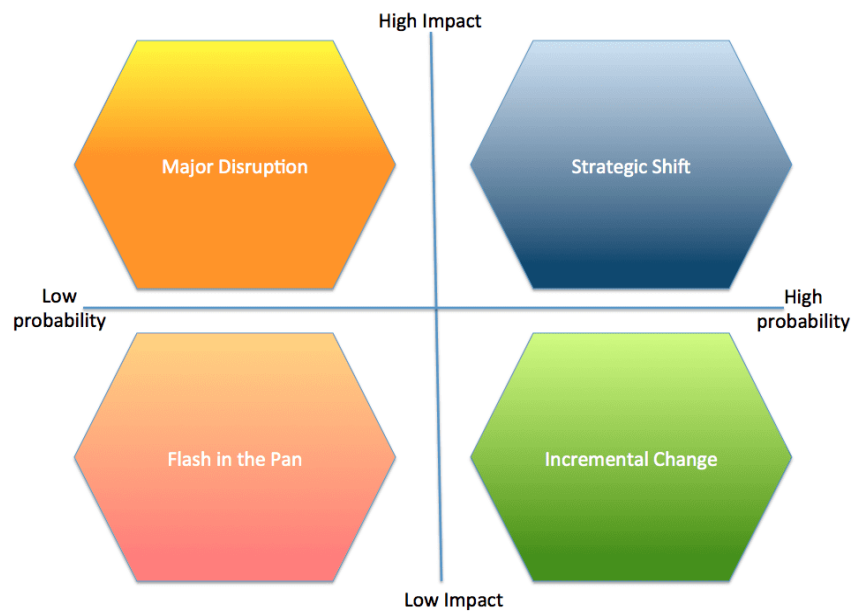 High Impact
Major Disruption
Strategic Shift
Low
probability
High
probability
Flash in the Pan
Incremental Change
Low Impact